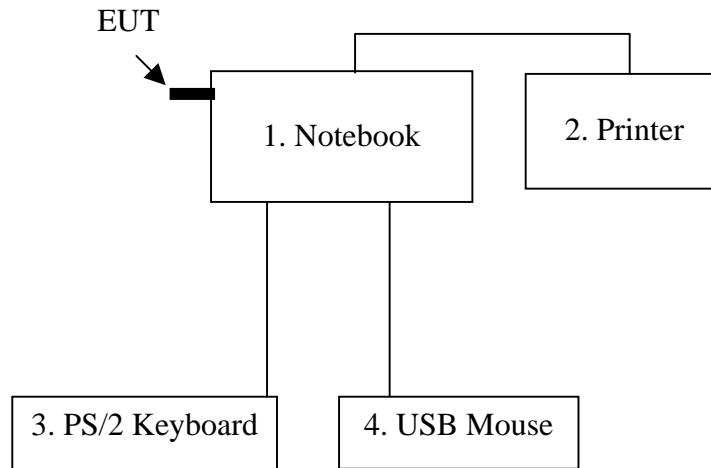 EUT
1. Notebook
2. Printer
3. PS/2 Keyboard
4. USB Mouse